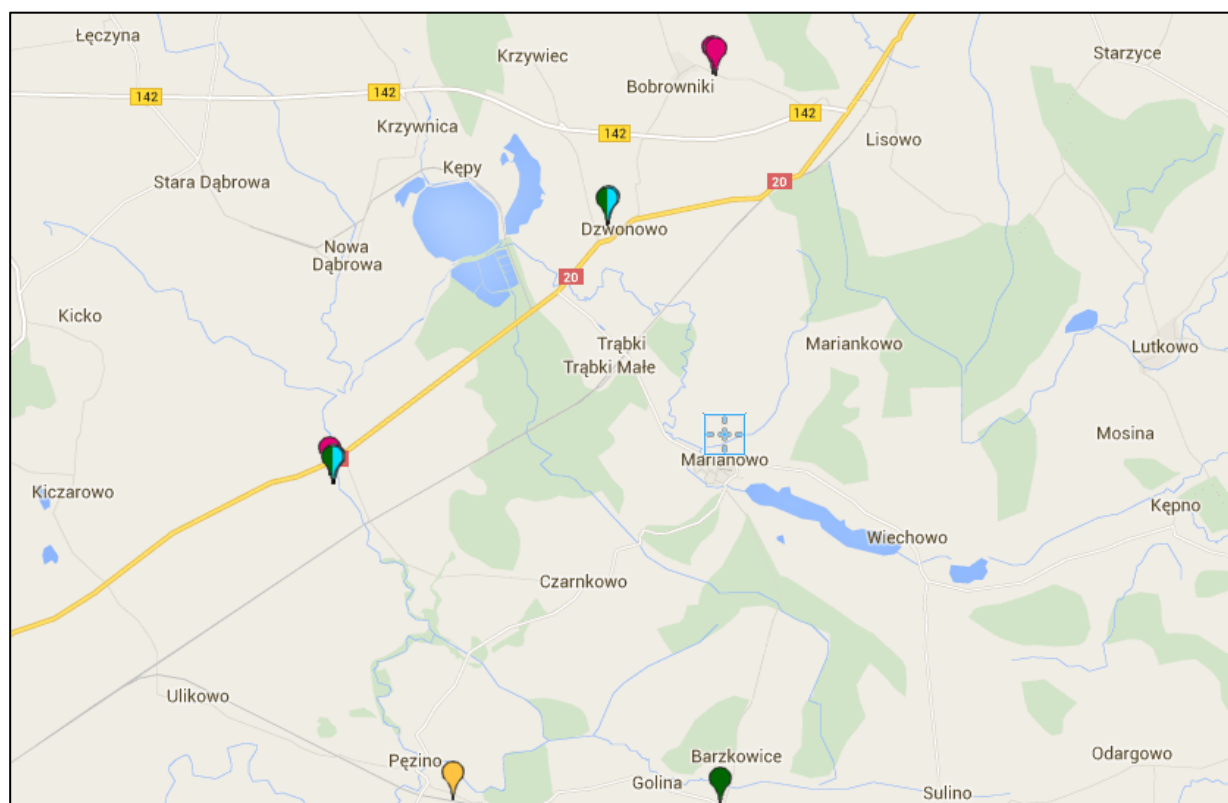 Łęczyna
Krzywiec
Starzyce
Bobrowniki
142
142
142
142
Krzywnica
Lisowo
Kępy
Stara Dąbrowa
20
Dzwonowo
Nowa
Dąbrowa
20
Kicko
Trąbki
Mariankowo
Lutkowo
Trąbki Małe
Mosina
Marianowo
Kiczarowo
Kępno
Wiechowo
Czarnkowo
Ulikowo
Pęzino
Barzkowice
Odargowo
Golina
Sulino